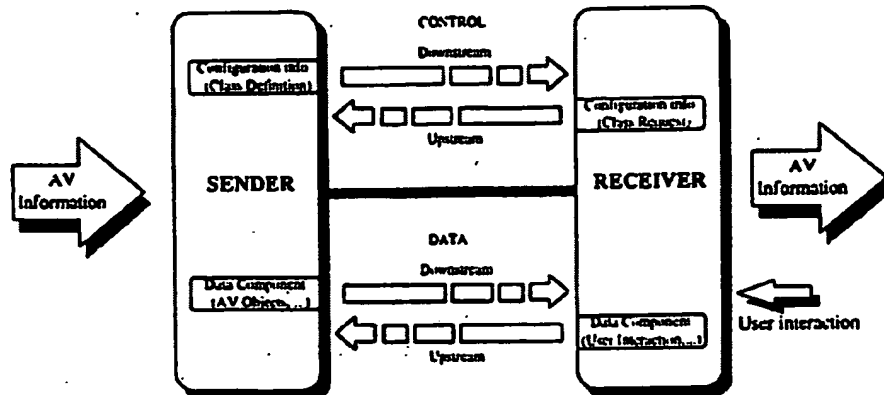 CONTROL
Downstream
Configuration info
(Class Definition)
Configuration info
(Class Request)
Upstream
AV
Information
SENDER
RECEIVER
AV
Information
DATA
Downstream
Data Component
(AV Objects,...)
User interaction
Data Component
(User Interaction,...)
Upstream